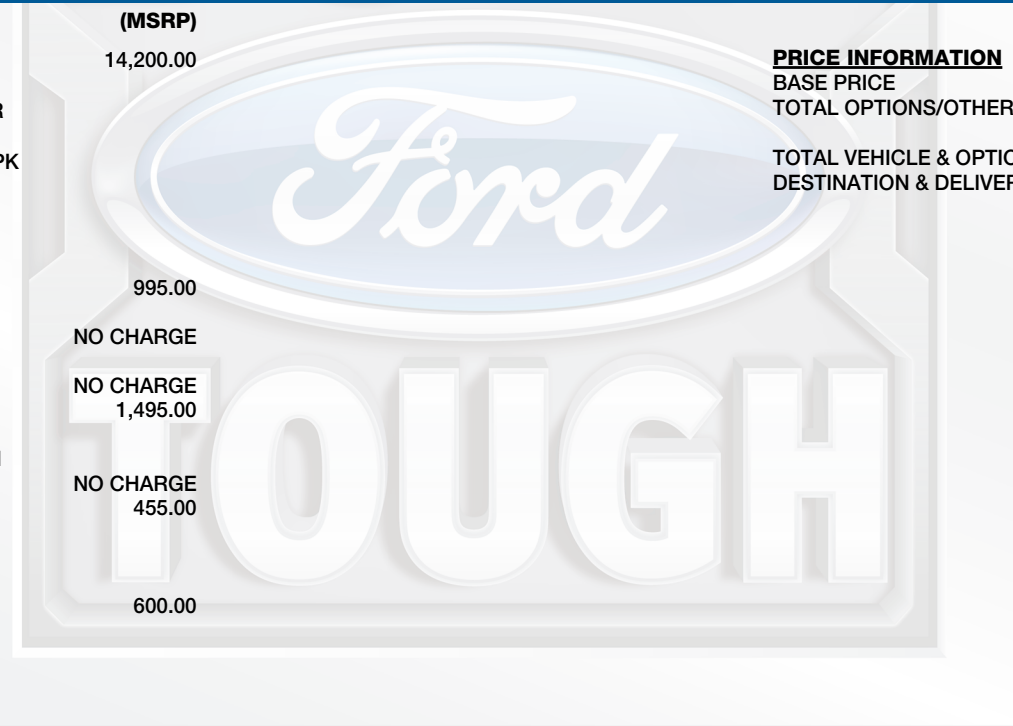 (MSRP)
14,200.00
R
PK
995.00
NO CHARGE
NO CHARGE
1,495.00
NO CHARGE
455.00
600.00
PRICE INFORMATION
BASE PRICE
TOTAL OPTIONS/OTHER
TOTAL VEHICLE & OPTIO
DESTINATION & DELIVER
Ford
TOUGH